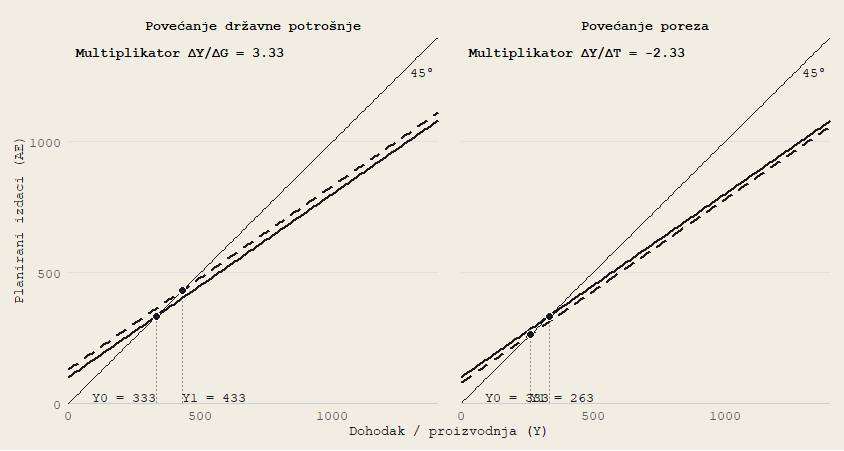 Povećanje državne potrošnje
Multiplikator ΔY/ΔG = 3.33
45°
Planirani izdaci (AE)
1000
500
0
Y0 = 333
Y1 = 433
0
500
1000
Povećanje poreza
Multiplikator ΔY/ΔT = -2.33
45°
Y0 = 333
Y1 = 263
0
500
1000
Dohodak / proizvodnja (Y)